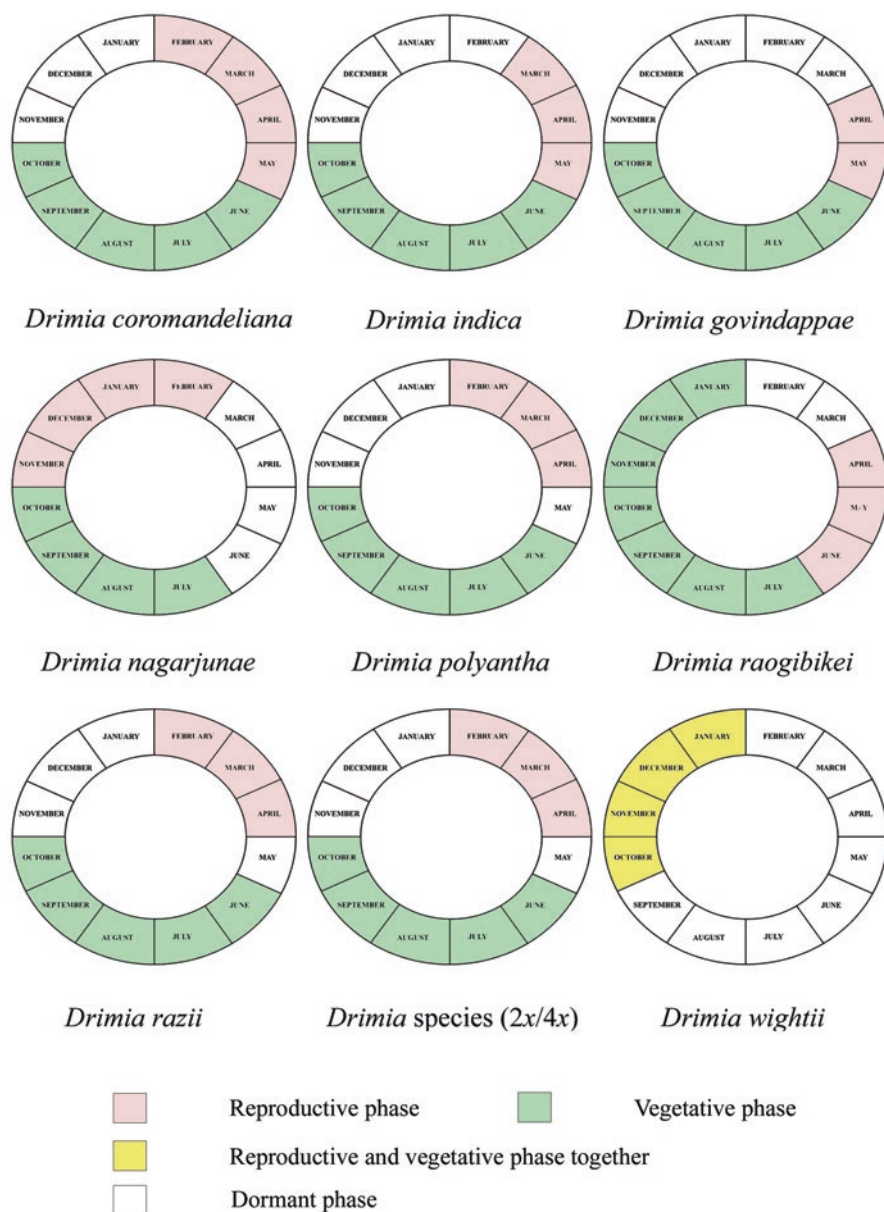 JANUARY
FEBRUARY
MARCH
APRIL
MAY
JUNE
JULY
AUGUST
SEPTEMBER
OCTOBER
NOVEMBER
DECEMBER
Drimia coromandeliana
JANUARY
FEBRUARY
MARCH
APRIL
MAY
JUNE
JULY
AUGUST
SEPTEMBER
OCTOBER
NOVEMBER
DECEMBER
Drimia indica
JANUARY
FEBRUARY
MARCH
APRIL
MAY
JUNE
JULY
AUGUST
SEPTEMBER
OCTOBER
NOVEMBER
DECEMBER
Drimia govindappae
JANUARY
FEBRUARY
MARCH
APRIL
MAY
JUNE
JULY
AUGUST
SEPTEMBER
OCTOBER
NOVEMBER
DECEMBER
Drimia nagarjunae
JANUARY
FEBRUARY
MARCH
APRIL
MAY
JUNE
JULY
AUGUST
SEPTEMBER
OCTOBER
NOVEMBER
DECEMBER
Drimia polyantha
JANUARY
FEBRUARY
MARCH
APRIL
MAY
JUNE
JULY
AUGUST
SEPTEMBER
OCTOBER
NOVEMBER
DECEMBER
Drimia raogibikei
JANUARY
FEBRUARY
MARCH
APRIL
MAY
JUNE
JULY
AUGUST
SEPTEMBER
OCTOBER
NOVEMBER
DECEMBER
Drimia razii
JANUARY
FEBRUARY
MARCH
APRIL
MAY
JUNE
JULY
AUGUST
SEPTEMBER
OCTOBER
NOVEMBER
DECEMBER
Drimia species (2x/4x)
JANUARY
FEBRUARY
MARCH
APRIL
MAY
JUNE
JULY
AUGUST
SEPTEMBER
OCTOBER
NOVEMBER
DECEMBER
Drimia wightii
Reproductive phase
Vegetative phase
Reproductive and vegetative phase together
Dormant phase